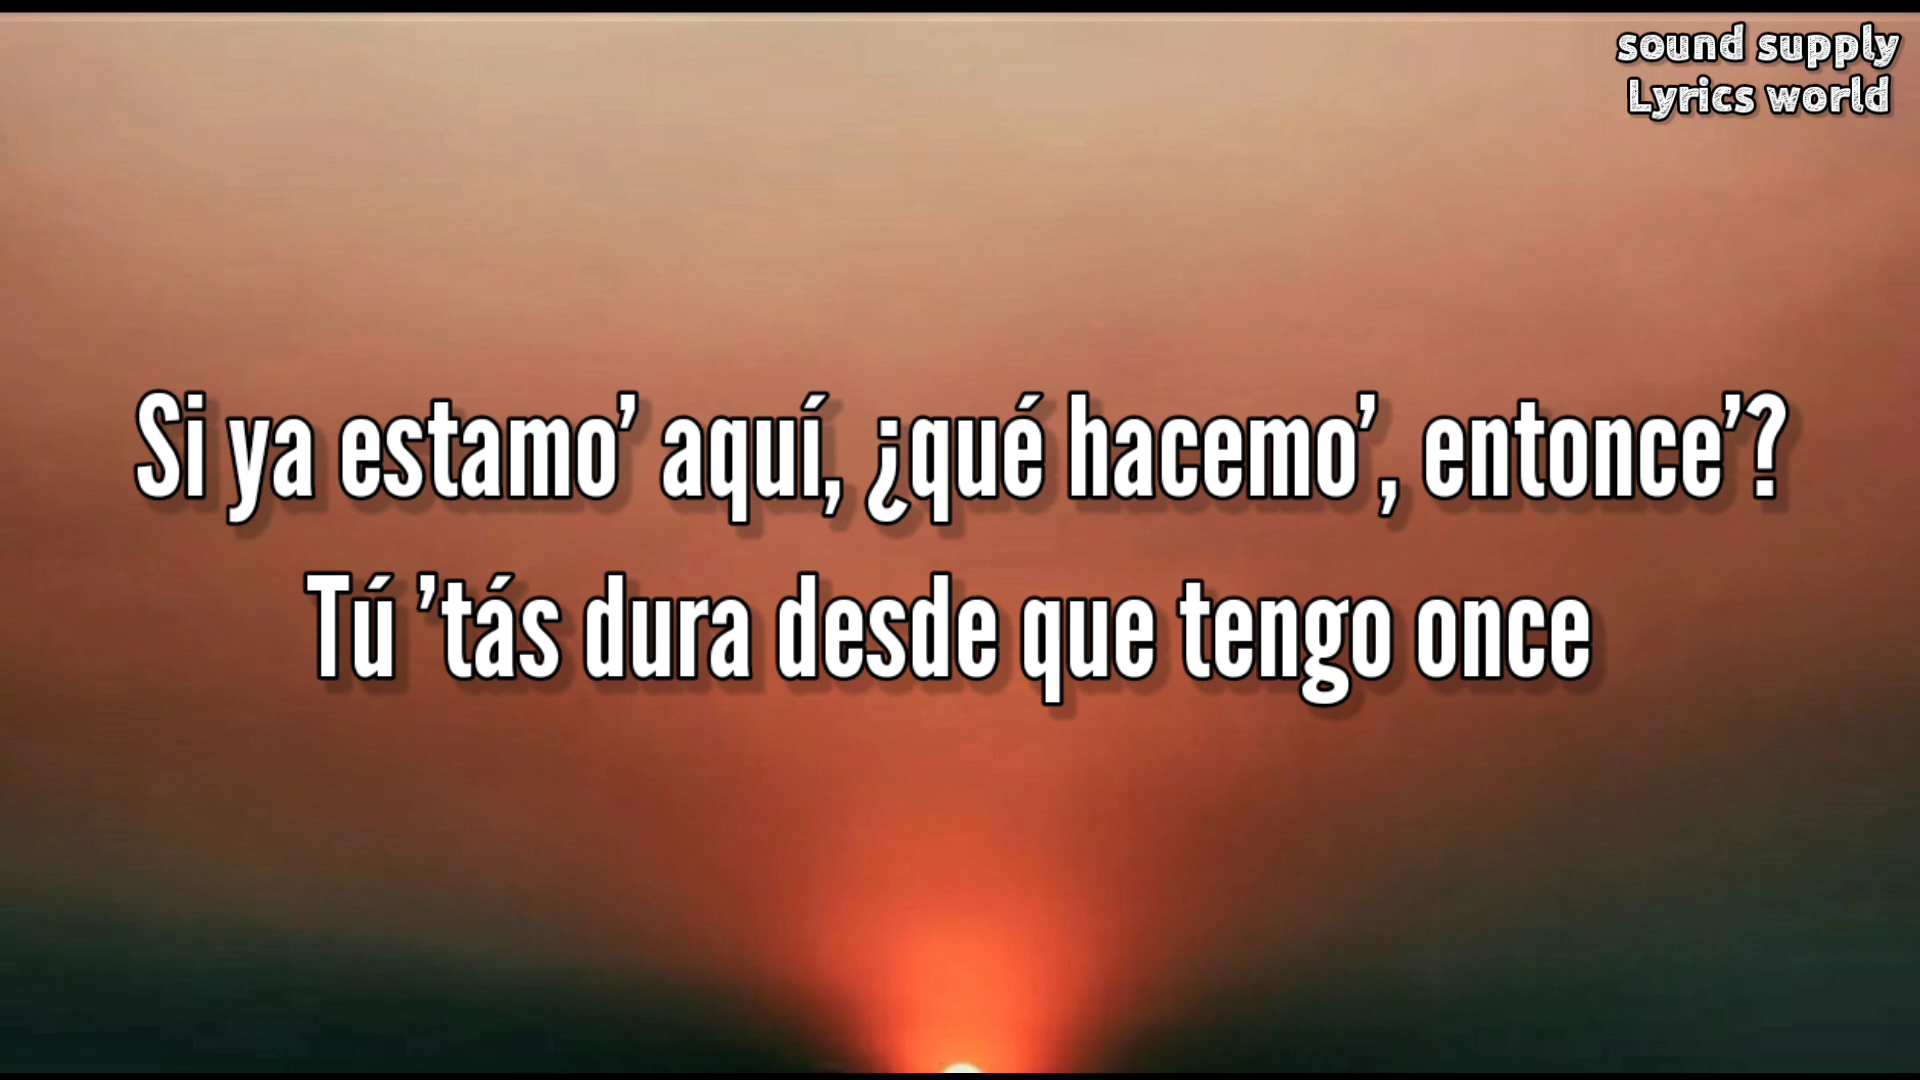 sound supply
Lyrics world
Si ya estamo’ aquí, ¿qué hacemo’, entonce’?
Tú ’tás dura desde que tengo once